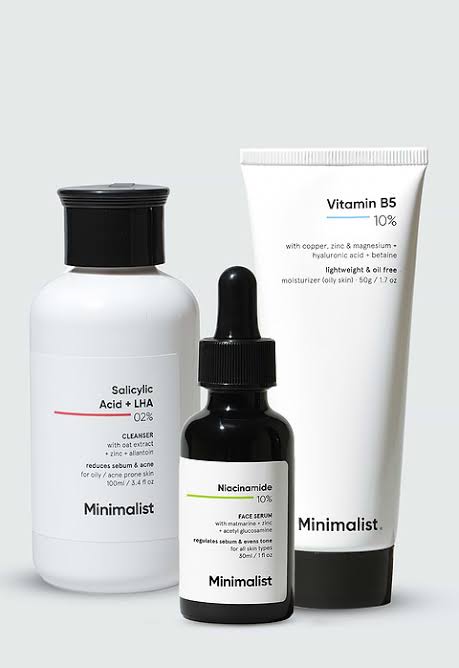 Salicylic
Acid + LHA
02%
CLEANSER
with oat extract
+ zinc + allantoin
reduces sebum & acne
for oily / acne prone skin
100ml / 3.4 fl oz
Minimalist
Niacinamide
10%
FACE SERUM
with matmarine + zinc
+ acetyl glucosamine
regulates sebum & evens tone
for all skin types
30ml / 1 fl oz
Minimalist
Vitamin B5
10%
with copper, zinc & magnesium +
hyaluronic acid + betaine
lightweight & oil free
moisturizer (oily skin) · 50g / 1.7 oz
Minimalist